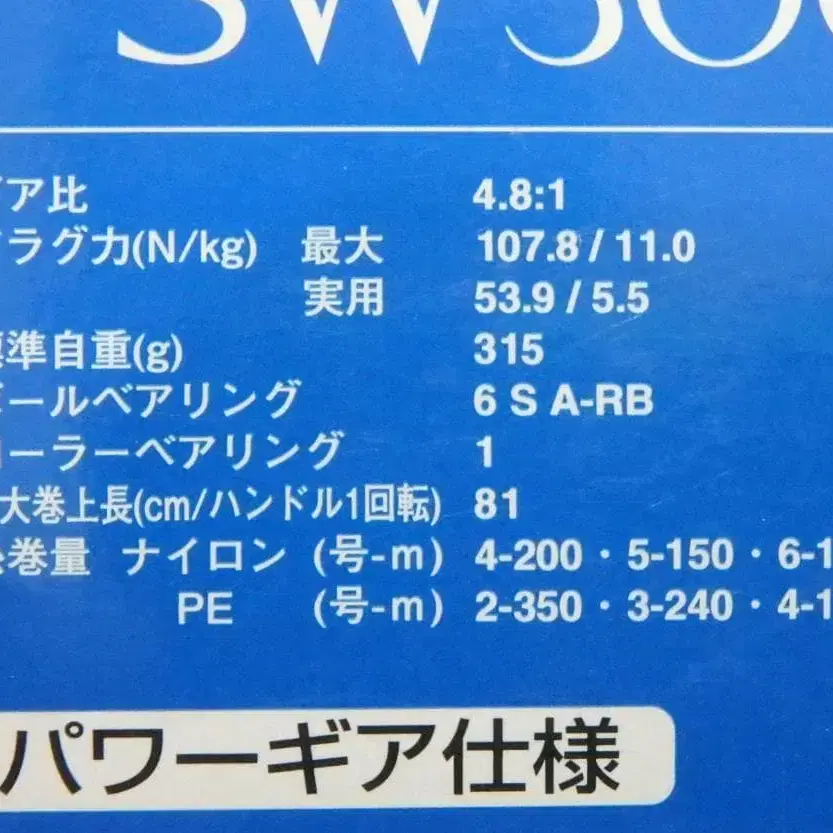 SW 500
ア比 4.8:1
ラグ力(N/kg) 最大 107.8 / 11.0
実用 53.9 / 5.5
準自重(g) 315
ールベアリング 6 S A-RB
ーラーベアリング 1
大巻上長(cm/ハンドル1回転) 81
巻量 ナイロン (号-m) 4-200・5-150・6-1
PE (号-m) 2-350・3-240・4-1
パワーギア仕様